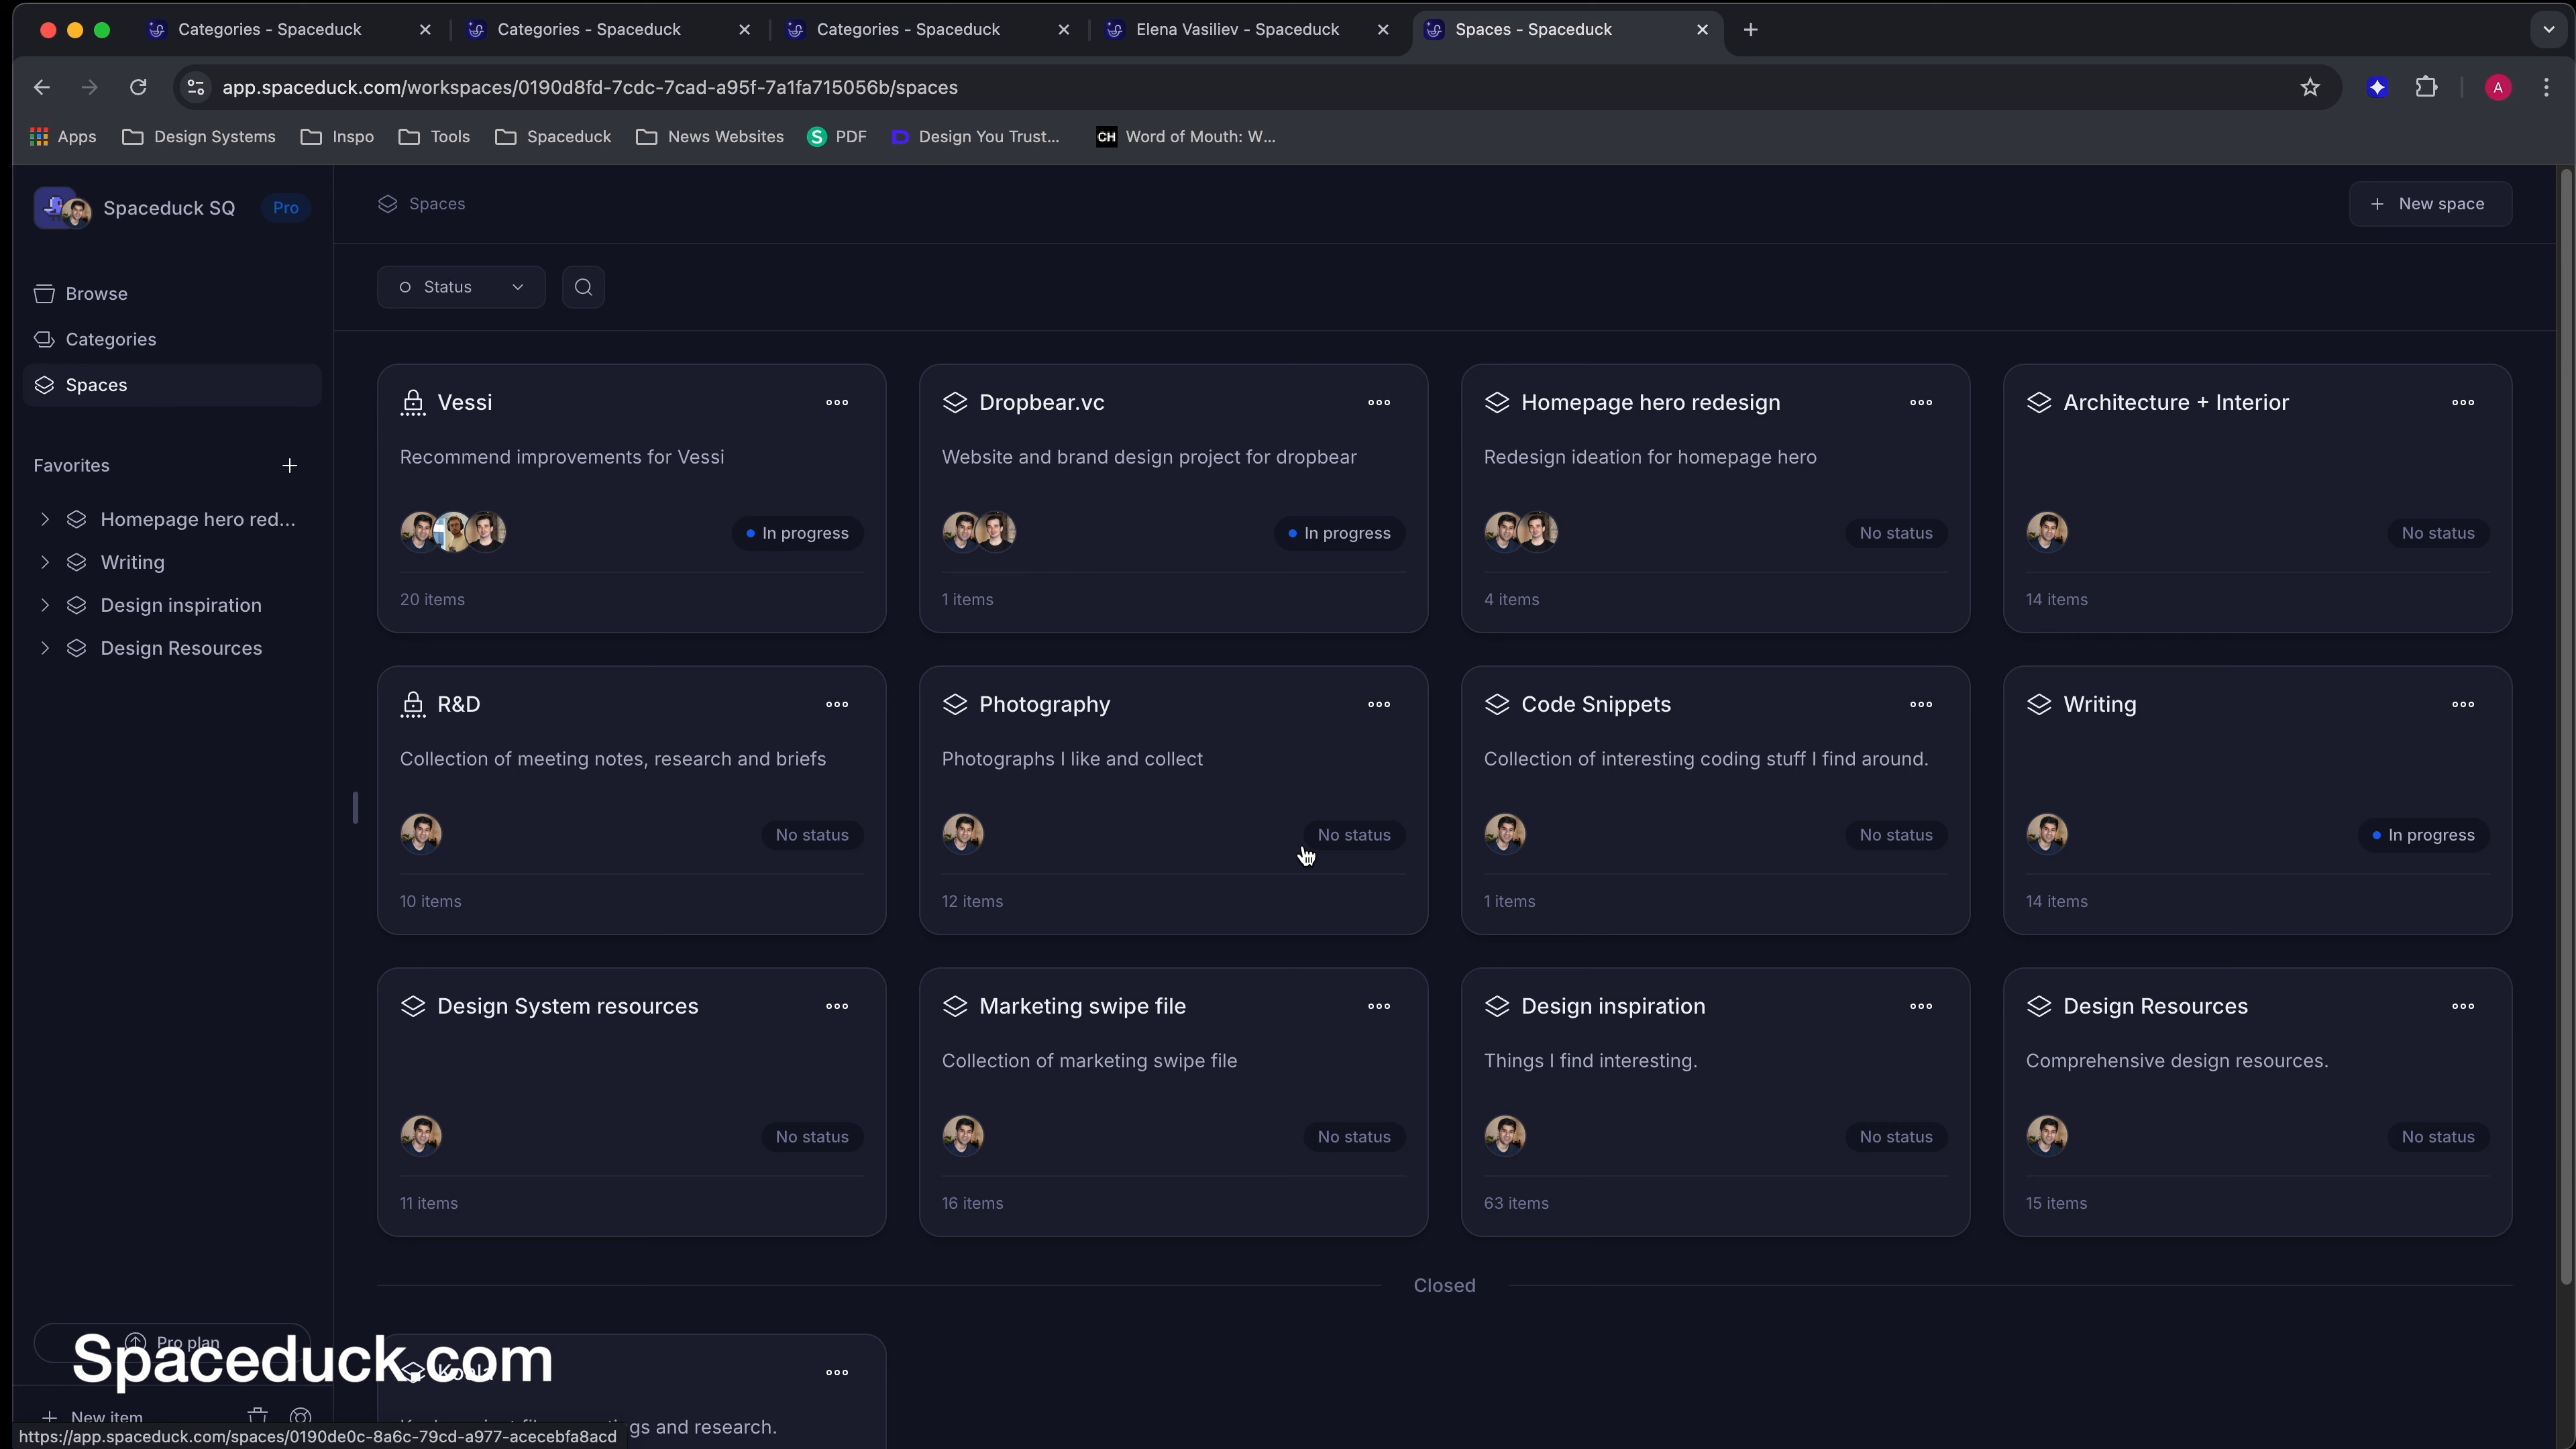 Categories - Spaceduck
Categories - Spaceduck
Categories - Spaceduck
Elena Vasiliev - Spaceduck
Spaces - Spaceduck
app.spaceduck.com/workspaces/0190d8fd-7cdc-7cad-a95f-7a1fa715056b/spaces
A
Apps
Design Systems
Inspo
Tools
Spaceduck
News Websites
S PDF
Design You Trust...
CH Word of Mouth: W...
Spaceduck SQ Pro
Browse
Categories
Spaces
Favorites
Homepage hero red...
Writing
Design inspiration
Design Resources
Spaces
+ New space
Status
Vessi
Recommend improvements for Vessi
In progress
20 items
Dropbear.vc
Website and brand design project for dropbear
In progress
1 items
Homepage hero redesign
Redesign ideation for homepage hero
No status
4 items
Architecture + Interior
No status
14 items
R&D
Collection of meeting notes, research and briefs
No status
10 items
Photography
Photographs I like and collect
No status
12 items
Code Snippets
Collection of interesting coding stuff I find around.
No status
1 items
Writing
In progress
14 items
Design System resources
No status
11 items
Marketing swipe file
Collection of marketing swipe file
No status
16 items
Design inspiration
Things I find interesting.
No status
63 items
Design Resources
Comprehensive design resources.
No status
15 items
Closed
Pro plan
Spaceduck.com
gs and research.
+ New item
https://app.spaceduck.com/spaces/0190de0c-8a6c-79cd-a977-acecebfa8acd